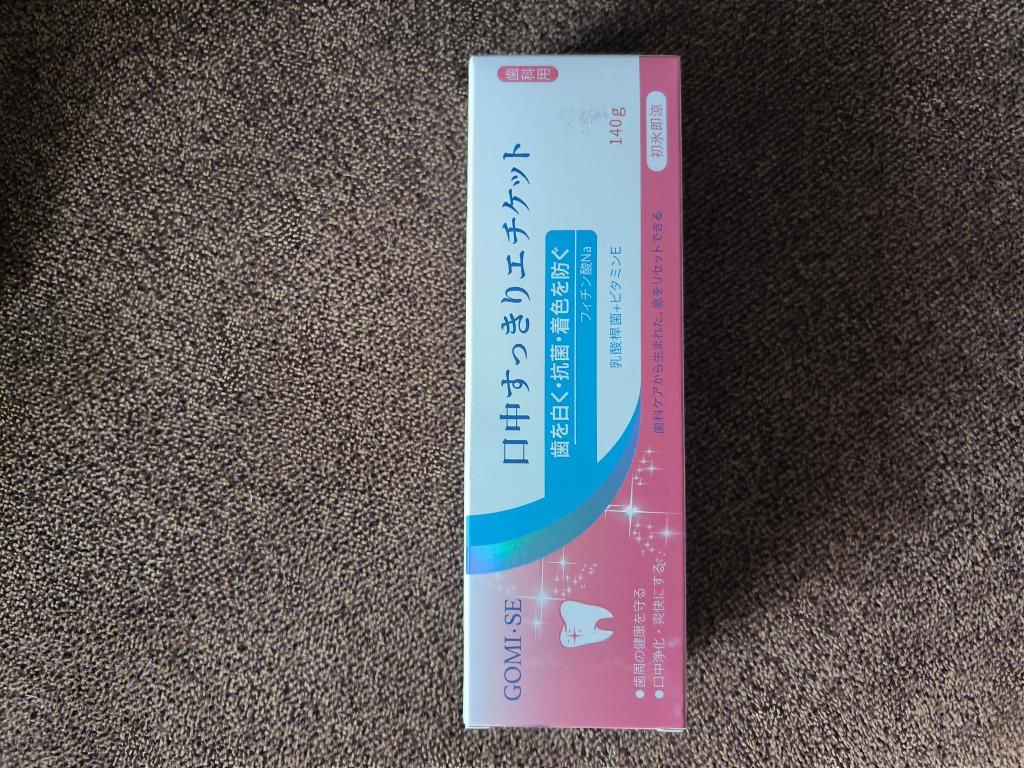 GOMI·SE
口中すっきりエチケット
歯科用
歯を白く·抗菌·着色を防ぐ
フィチン酸Na
乳酸桿菌+ビタミンE
140g
●歯周の健康を守る
●口中浄化·爽快にする
歯科ケアから生まれた、息をリセットできる
初氷即涼